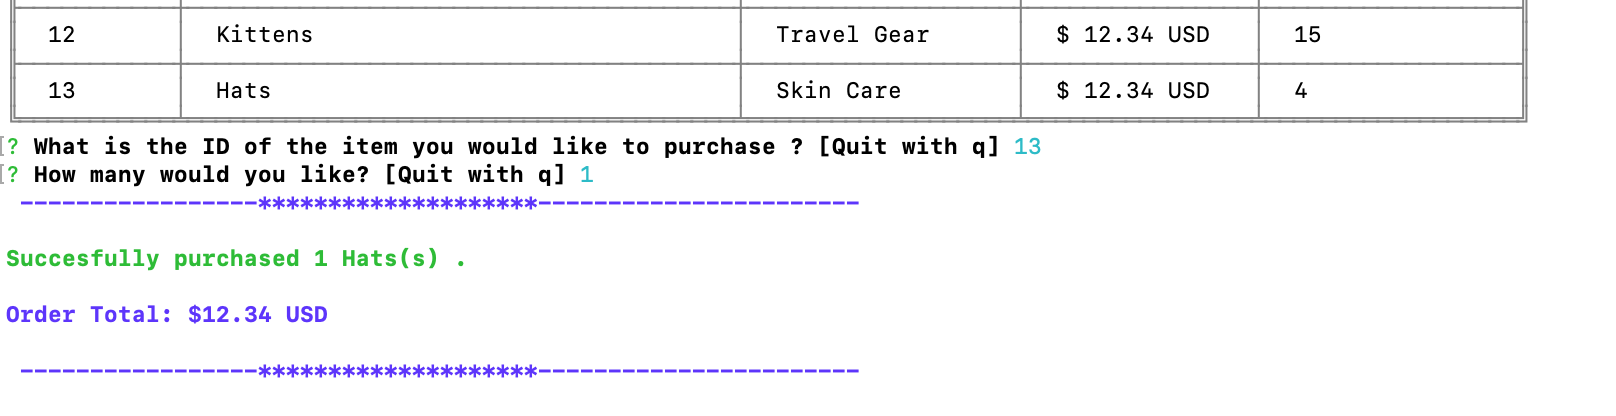 12 Kittens Travel Gear $ 12.34 USD 15
13 Hats Skin Care $ 12.34 USD 4
[? What is the ID of the item you would like to purchase ? [Quit with q] 13
[? How many would you like? [Quit with q] 1
-----------------********************-----------------------
Succesfully purchased 1 Hats(s) .
Order Total: $12.34 USD
-----------------********************-----------------------